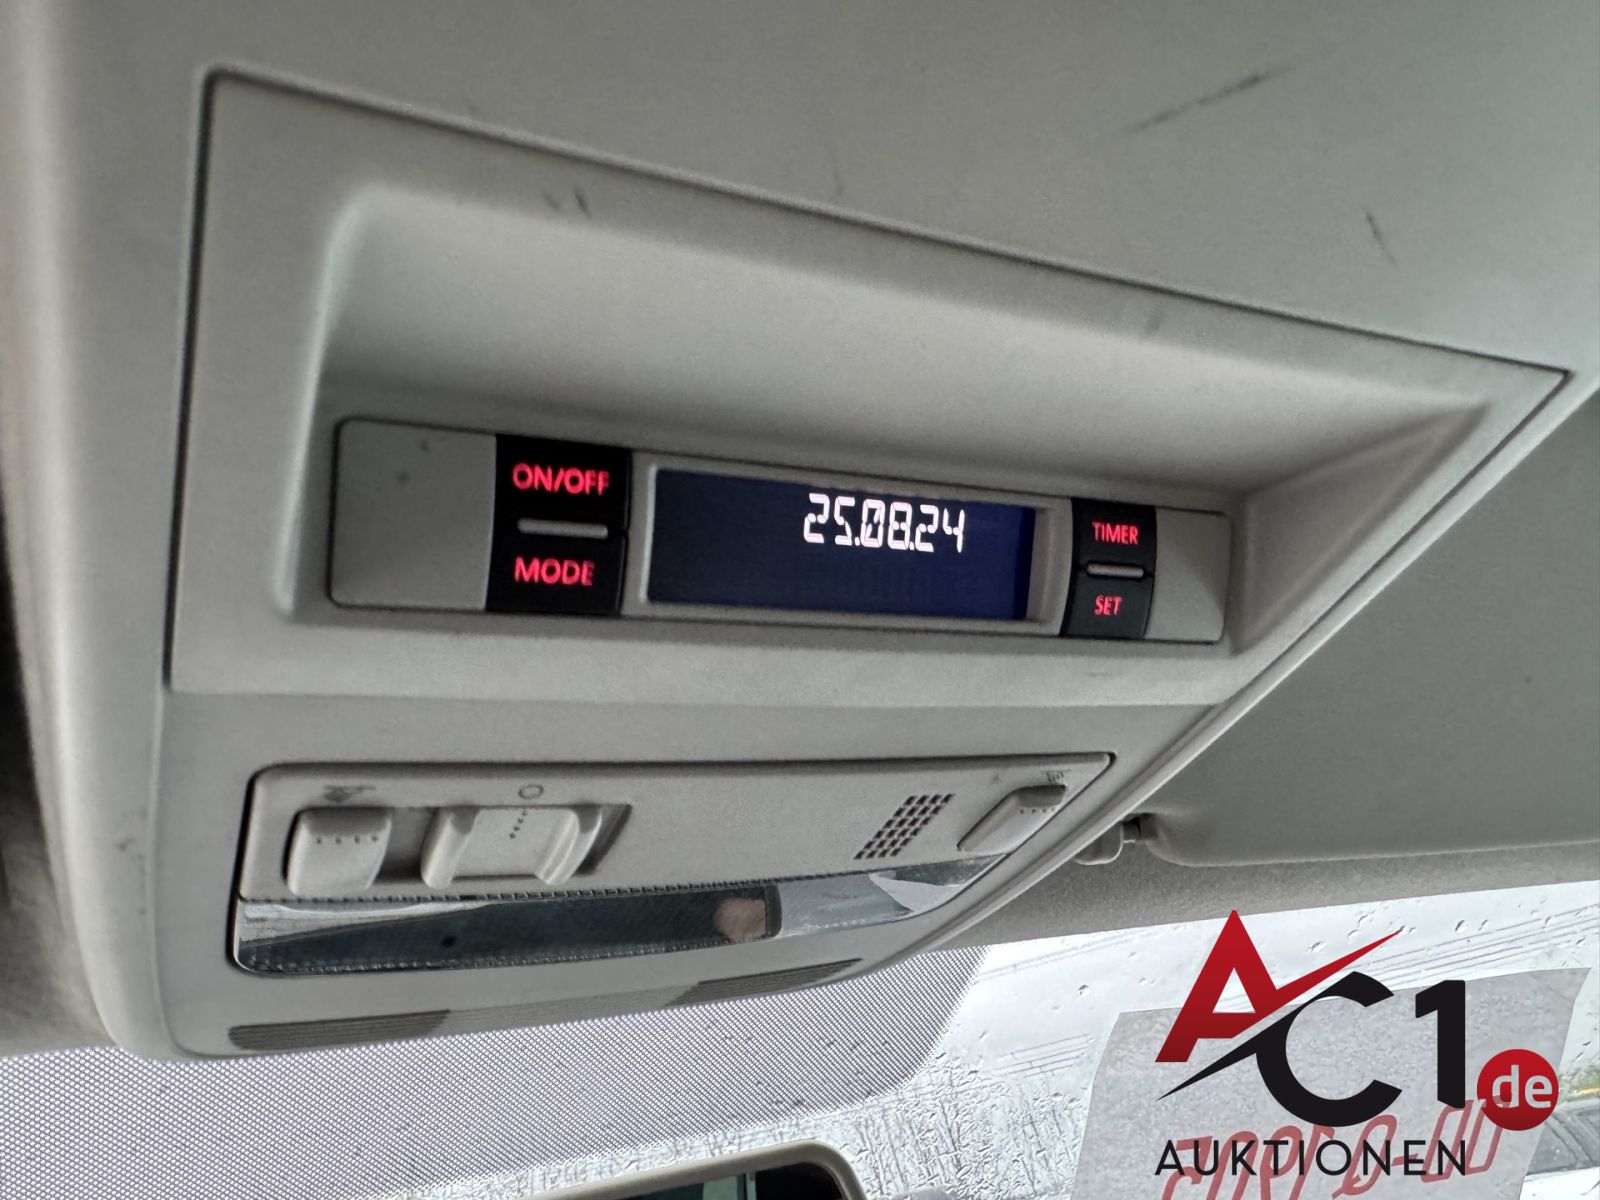 ON/OFF
MODE
25.08.24
TIMER
SET
AC1.de
AUKTIONEN